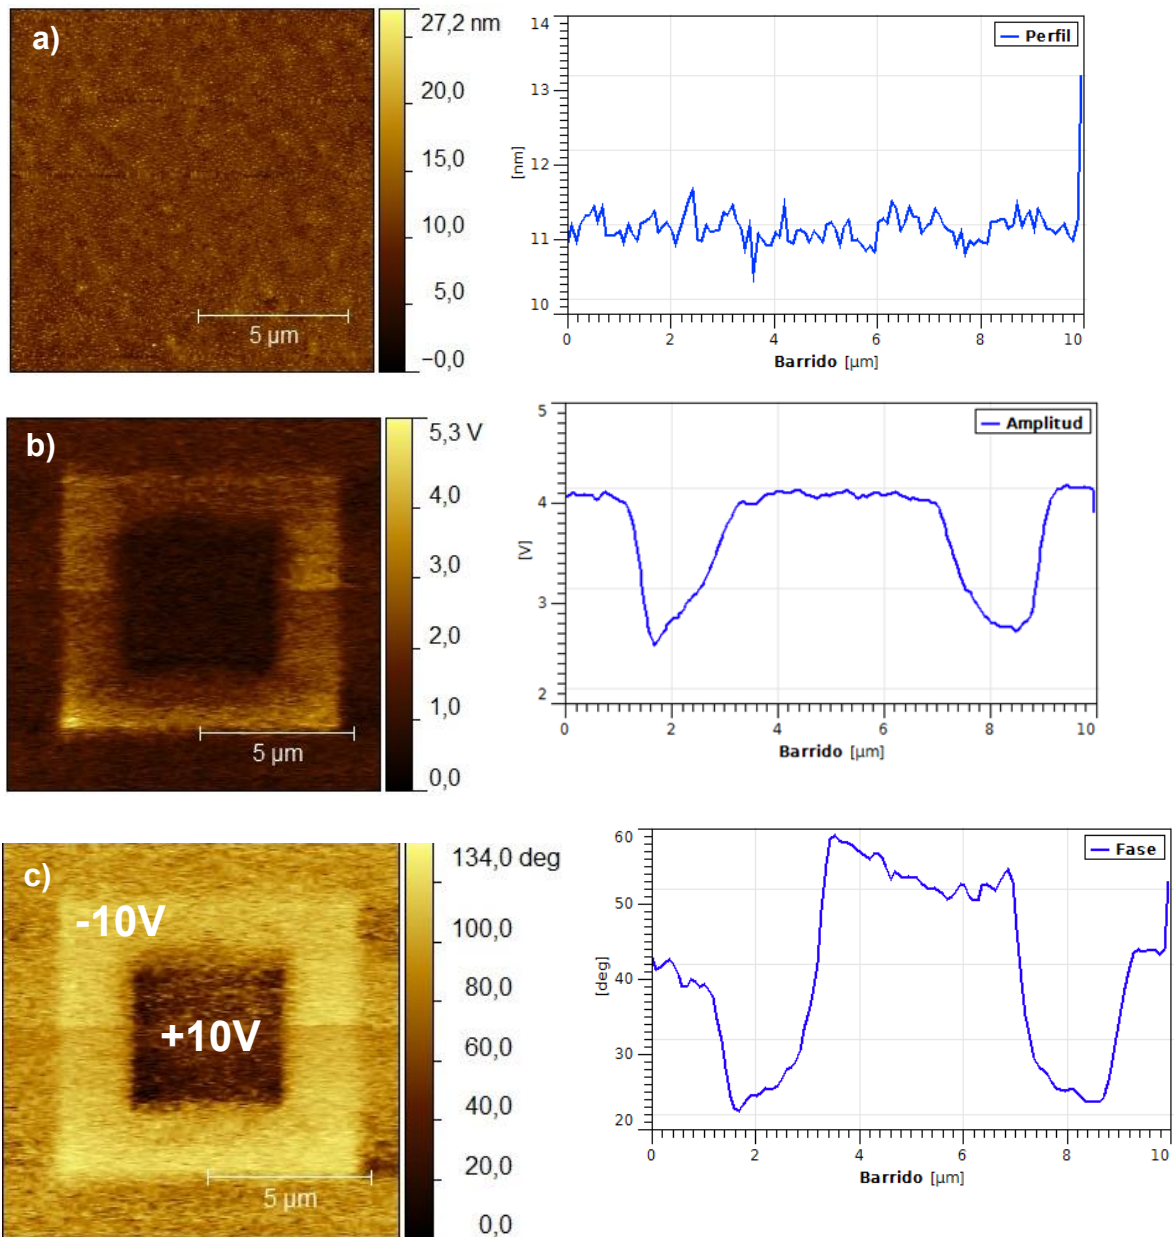 a)
27,2 nm
20,0
15,0
10,0
5,0
−0,0
5 µm
14
13
12
11
10
[nm]
Perfil
0 2 4 6 8 10
Barrido [µm]
b)
5,3 V
4,0
3,0
2,0
1,0
0,0
5 µm
5
4
3
2
[V]
Amplitud
0 2 4 6 8 10
Barrido [µm]
c)
-10V
+10V
134,0 deg
100,0
80,0
60,0
40,0
20,0
0,0
5 µm
60
50
40
30
20
[deg]
Fase
0 2 4 6 8 10
Barrido [µm]